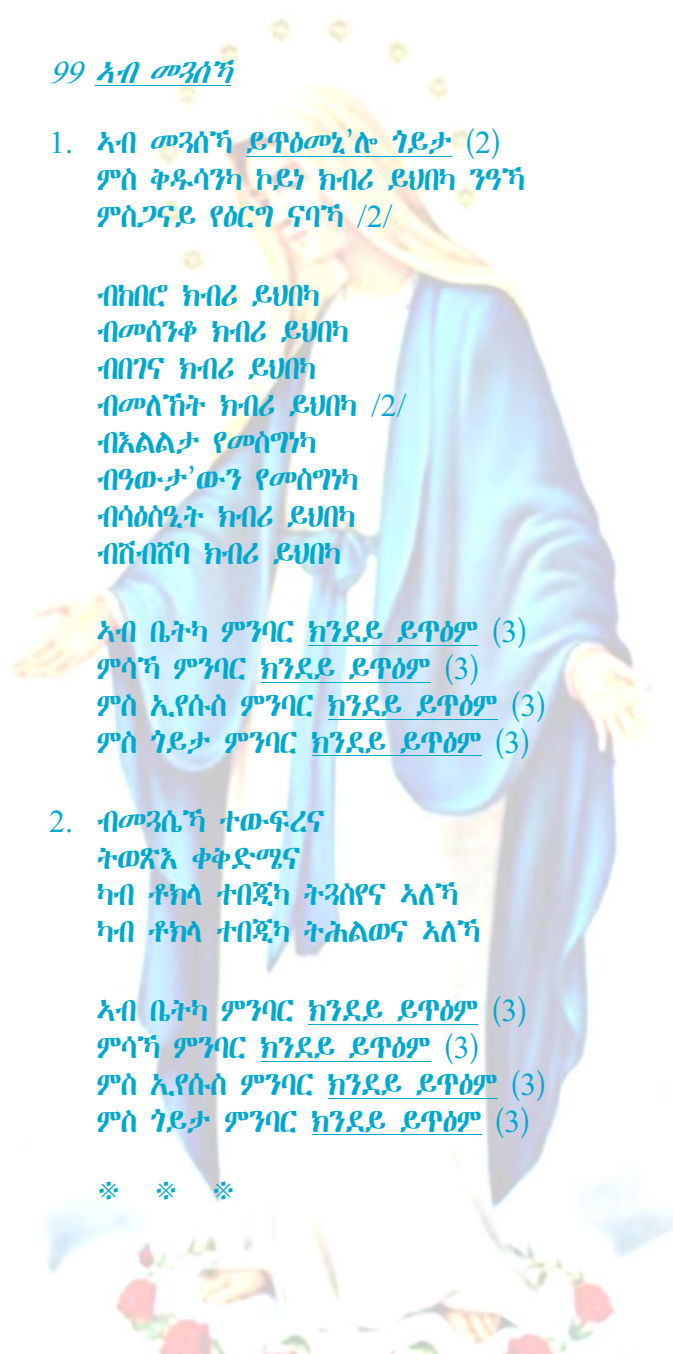 99 ኣብ መጓሰኻ
1. ኣብ መጓሰኻ ይጥዕመኒ’ሎ ጎይታ (2)
ምስ ቅዱሳንካ ኮይነ ክብሪ ይህበካ ንዓኻ
ምስጋናይ የዕርግ ናባኻ /2/
ብከበሮ ክብሪ ይህበካ
ብመሰንቆ ክብሪ ይህበካ
ብበገና ክብሪ ይህበካ
ብመለኸት ክብሪ ይህበካ /2/
ብእልልታ የመሰግነካ
ብዓውታ’ውን የመስግነካ
ብሳዕስዒት ክብሪ ይህበካ
ብሸብሸባ ክብሪ ይህበካ
ኣብ ቤትካ ምንባር ክንደይ ይጥዕም (3)
ምሳኻ ምንባር ክንደይ ይጥዕም (3)
ምስ ኢየሱስ ምንባር ክንደይ ይጥዕም (3)
ምስ ጎይታ ምንባር ክንደይ ይጥዕም (3)
2. ብመጓሴኻ ተውፍረና
ትወጽእ ቀቅድሜና
ካብ ቶክላ ተበጂካ ትጓስየና ኣለኻ
ካብ ቶክላ ተበጂካ ትሕልወና ኣለኻ
ኣብ ቤትካ ምንባር ክንደይ ይጥዕም (3)
ምሳኻ ምንባር ክንደይ ይጥዕም (3)
ምስ ኢየሱስ ምንባር ክንደይ ይጥዕም (3)
ምስ ጎይታ ምንባር ክንደይ ይጥዕም (3)
※ ※ ※